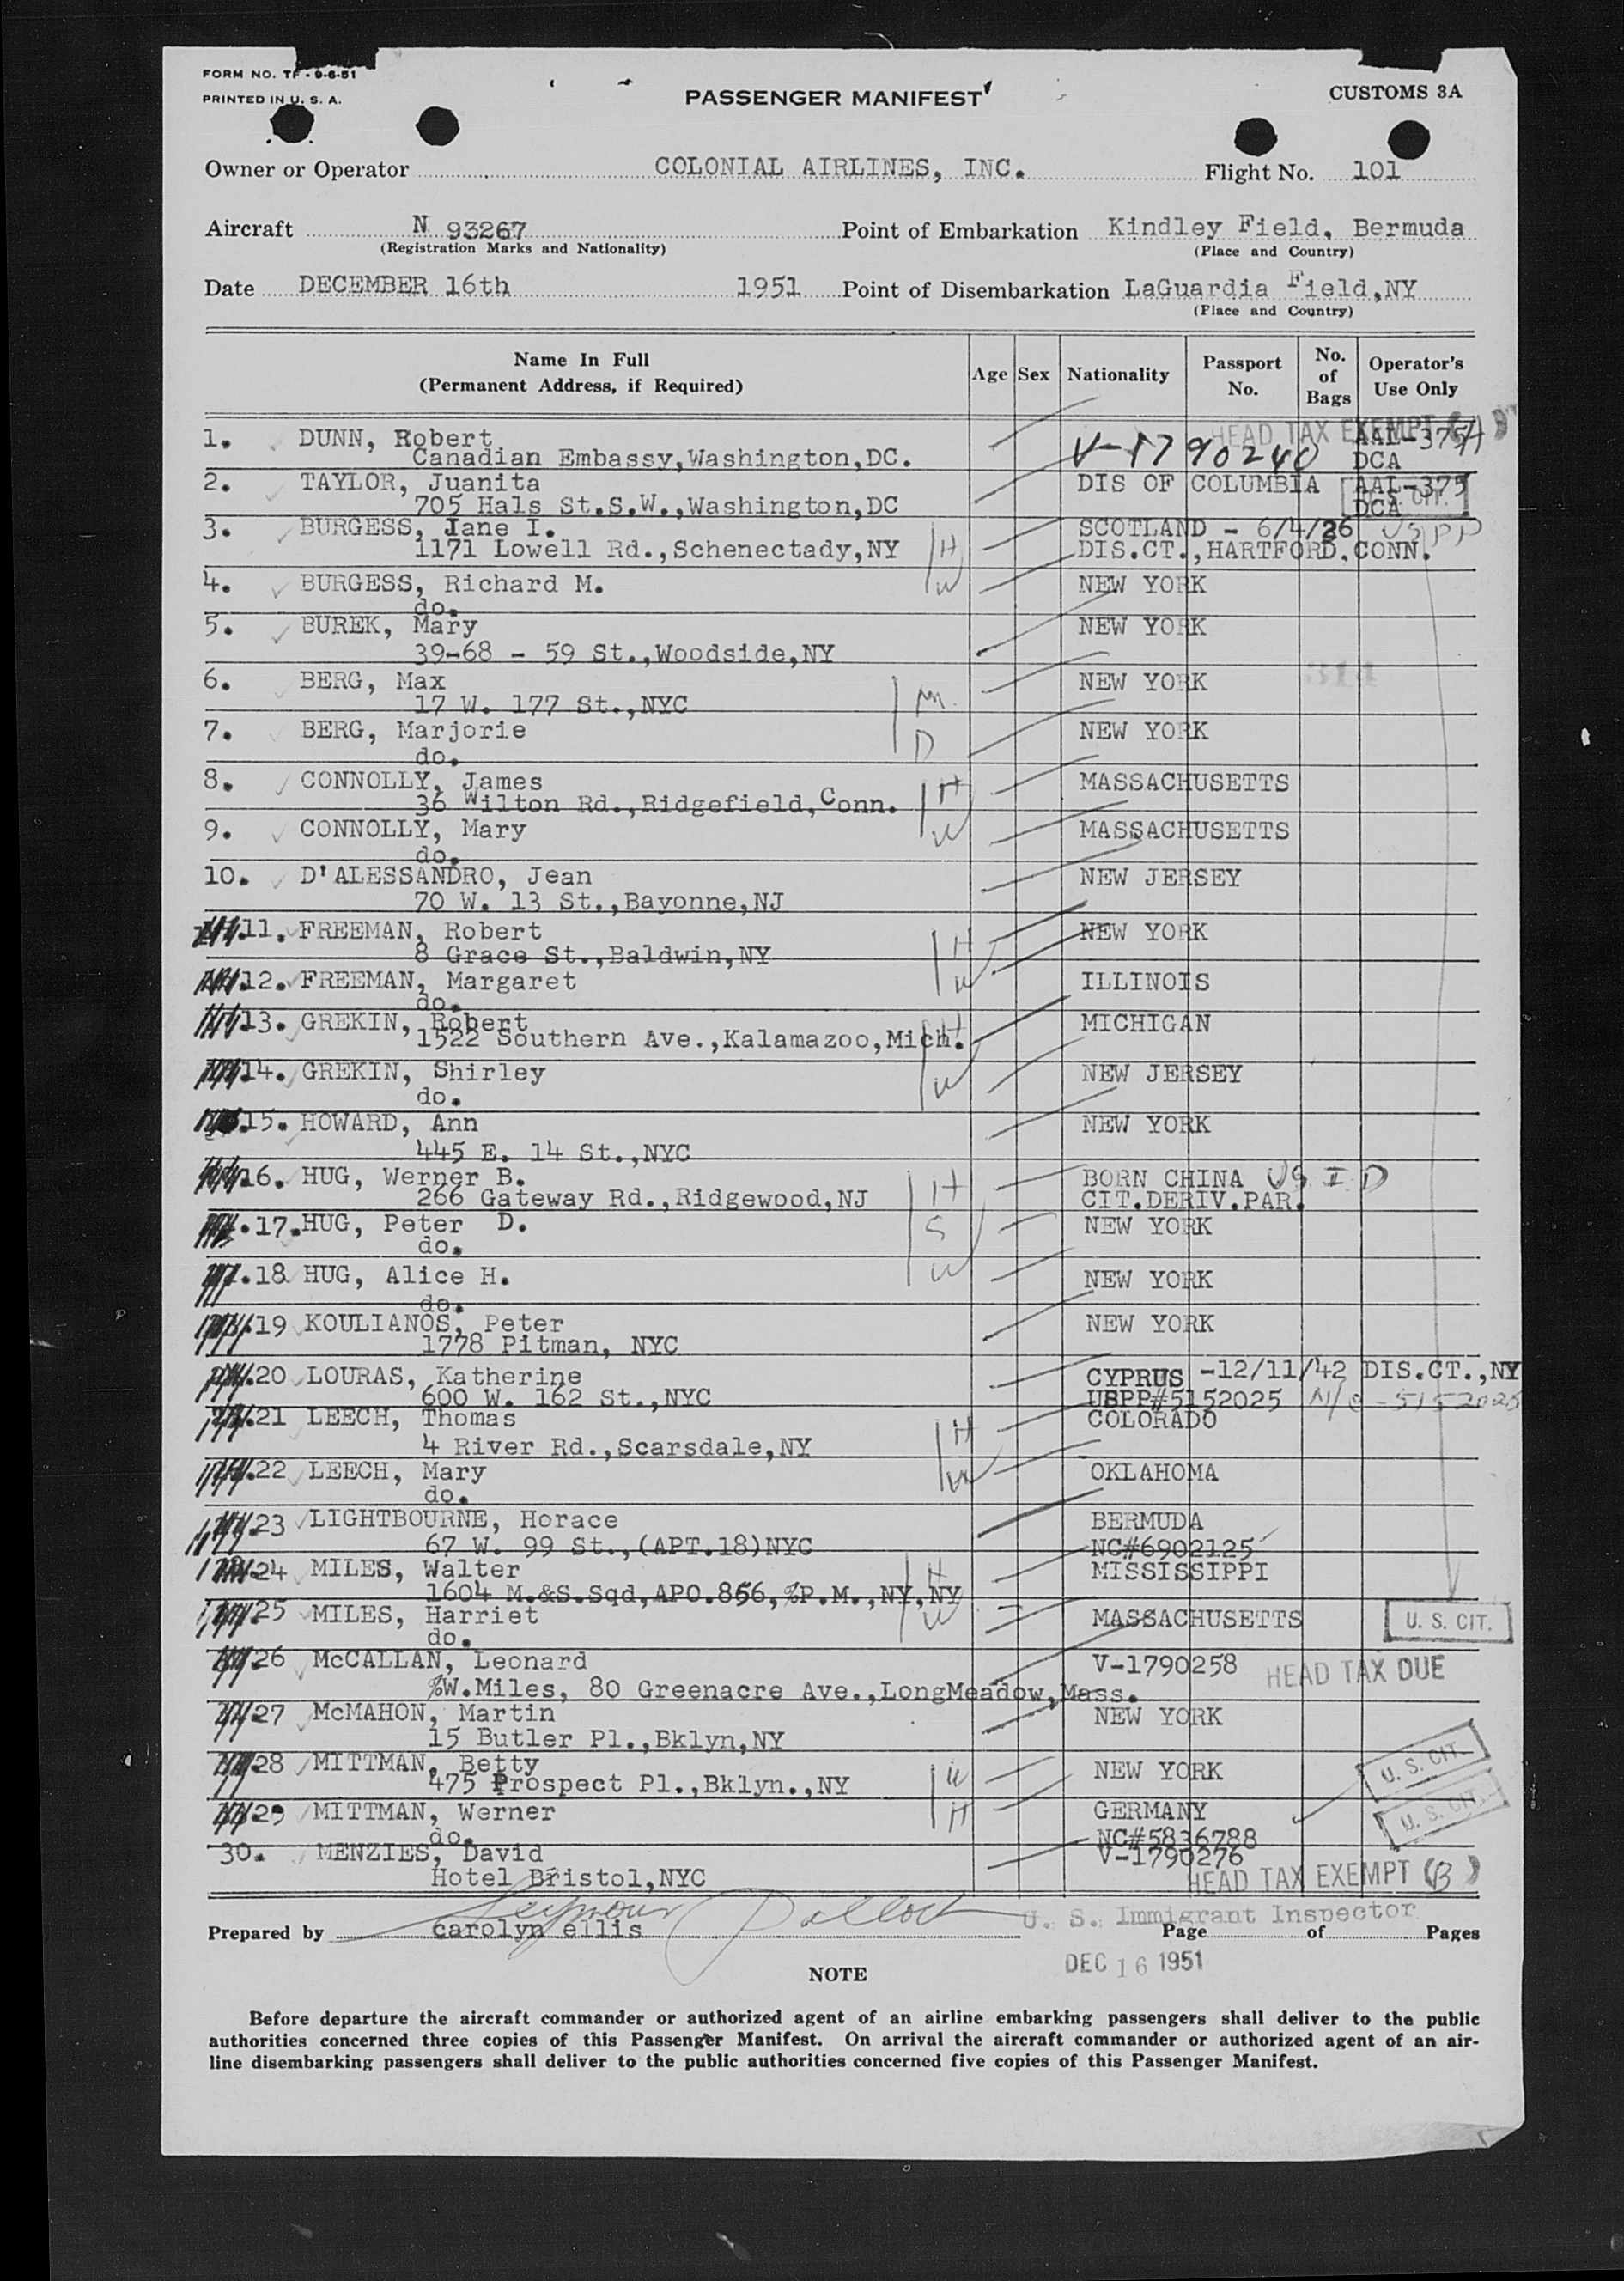 FORM NO. TF - 9-6-51
PRINTED IN U. S. A.
PASSENGER MANIFEST
CUSTOMS 3A
Owner or Operator COLONIAL AIRLINES, INC. Flight No. 101
Aircraft N 93267 Point of Embarkation Kindley Field, Bermuda
(Registration Marks and Nationality) (Place and Country)
Date DECEMBER 16th 1951 Point of Disembarkation LaGuardia Field,NY
(Place and Country)
Name In Full (Permanent Address, if Required) Age Sex Nationality Passport No. No. of Bags Operator's Use Only
HEAD TAX EXEMPT
1. DUNN, Robert V-1790240 AAL-375
Canadian Embassy,Washington,DC. DCA
2. TAYLOR, Juanita DIS OF COLUMBIA AAL-375
705 Hals St.S.W.,Washington,DC DCA U. S. CIT.
3. BURGESS, Jane I. SCOTLAND - 6/4/36 US PP
1171 Lowell Rd.,Schenectady,NY H DIS.CT.,HARTFORD.CONN.
4. BURGESS, Richard M. W NEW YORK
do.
5. BUREK, Mary NEW YORK
39-68 - 59 St.,Woodside,NY
6. BERG, Max M. NEW YORK
17 W. 177 St.,NYC
7. BERG, Marjorie D NEW YORK
do.
8. CONNOLLY, James H MASSACHUSETTS
36 Wilton Rd.,Ridgefield,Conn.
9. CONNOLLY, Mary W MASSACHUSETTS
do.
10. D'ALESSANDRO, Jean NEW JERSEY
70 W. 13 St.,Bayonne,NJ
11. FREEMAN, Robert H NEW YORK
8 Grace St.,Baldwin,NY
12. FREEMAN, Margaret W ILLINOIS
do.
13. GREKIN, Robert H MICHIGAN
1522 Southern Ave.,Kalamazoo,Mich.
14. GREKIN, Shirley W NEW JERSEY
do.
15. HOWARD, Ann NEW YORK
445 E. 14 St.,NYC
16. HUG, Werner B. H BORN CHINA US I D
266 Gateway Rd.,Ridgewood,NJ CIT.DERIV.PAR.
17. HUG, Peter D. S NEW YORK
do.
18 HUG, Alice H. W NEW YORK
do.
19 KOULIANOS, Peter NEW YORK
1778 Pitman, NYC
20 LOURAS, Katherine CYPRUS -12/11/42 DIS.CT.,NY
600 W. 162 St.,NYC USPP#5152025
21 LEECH, Thomas H COLORADO
4 River Rd.,Scarsdale,NY
22 LEECH, Mary W OKLAHOMA
do.
23 LIGHTBOURNE, Horace BERMUDA
67 W. 99 St.,(APT.18)NYC NC#6902125
24 MILES, Walter H MISSISSIPPI
1604 M.&S.Sqd,APO.856,%P.M.,NY,NY
25 MILES, Harriet W MASSACHUSETTS U. S. CIT.
do.
26 McCALLAN, Leonard V-1790258 HEAD TAX DUE
%W.Miles, 80 Greenacre Ave.,LongMeadow,Mass.
27 McMAHON, Martin NEW YORK
15 Butler Pl.,Bklyn,NY
28 MITTMAN, Betty W NEW YORK U. S. CIT.
475 Prospect Pl.,Bklyn.,NY
29 MITTMAN, Werner H GERMANY U. S. CIT.
do. NC#5836788
30. MENZIES, David V-1790276
Hotel Bristol,NYC HEAD TAX EXEMPT (B)
Seymour Pollock U. S. Immigrant Inspector
Prepared by carolyn ellis Page of Pages
DEC 16 1951
NOTE
Before departure the aircraft commander or authorized agent of an airline embarking passengers shall deliver to the public
authorities concerned three copies of this Passenger Manifest. On arrival the aircraft commander or authorized agent of an air-
line disembarking passengers shall deliver to the public authorities concerned five copies of this Passenger Manifest.